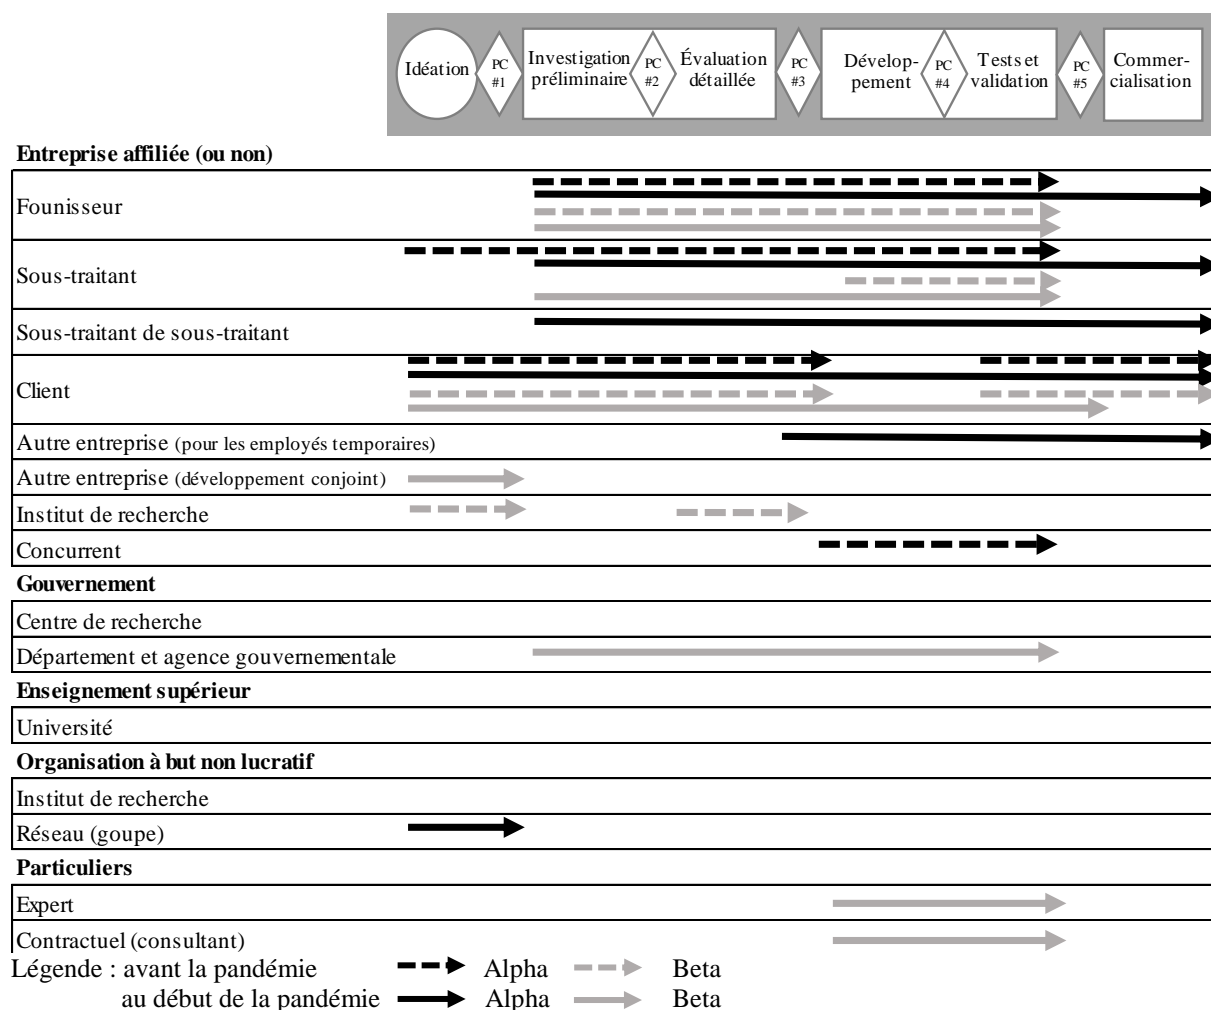 Idéation
PC
#1
Investigation
préliminaire
PC
#2
Évaluation
détaillée
PC
#3
Dévelop-
pement
PC
#4
Tests et
validation
PC
#5
Commer-
cialisation
Entreprise affiliée (ou non)
Founisseur
Sous-traitant
Sous-traitant de sous-traitant
Client
Autre entreprise (pour les employés temporaires)
Autre entreprise (développement conjoint)
Institut de recherche
Concurrent
Gouvernement
Centre de recherche
Département et agence gouvernementale
Enseignement supérieur
Université
Organisation à but non lucratif
Institut de recherche
Réseau (goupe)
Particuliers
Expert
Contractuel (consultant)
Légende : avant la pandémie Alpha Beta
au début de la pandémie Alpha Beta